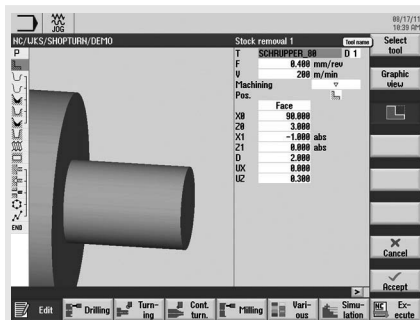 JOG
08/17/11
10:39 AM
NC/WKS/SHOPTURN/DEMO
Stock removal 1
Tool name
Select
tool
P
T SCHRUPPER_80 D 1
F 0.400 mm/rev
V 200 m/min
Machining ▽
Pos.
Face
X0 90.000
Z0 3.000
X1 -1.000 abs
Z1 0.000 abs
D 2.000
UX 0.000
UZ 0.300
Graphic
view
END
Cancel
Accept
>
Edit
Drilling
Turn-
ing
Cont.
turn.
Milling
Vari-
ous
Simu-
lation
NC Ex-
ecute